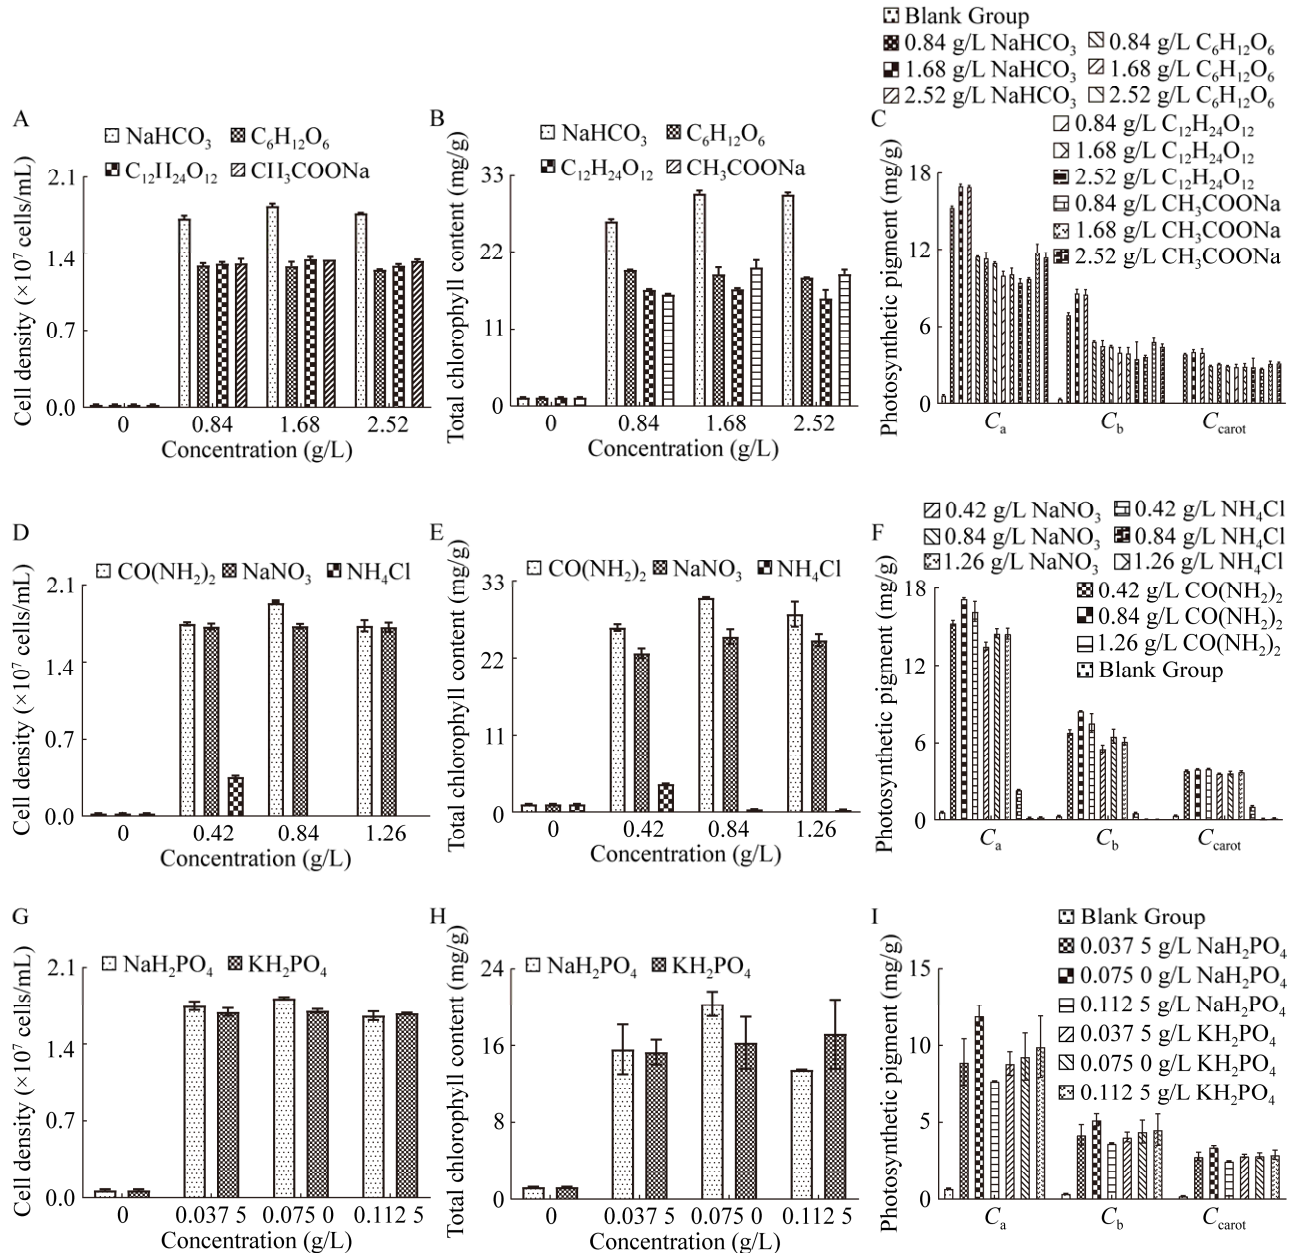 Blank Group
0.84 g/L NaHCO₃ 0.84 g/L C₆H₁₂O₆
1.68 g/L NaHCO₃ 1.68 g/L C₆H₁₂O₆
2.52 g/L NaHCO₃ 2.52 g/L C₆H₁₂O₆
0.84 g/L C₁₂H₂₄O₁₂
1.68 g/L C₁₂H₂₄O₁₂
2.52 g/L C₁₂H₂₄O₁₂
0.84 g/L CH₃COONa
1.68 g/L CH₃COONa
2.52 g/L CH₃COONa
A
NaHCO₃ C₆H₁₂O₆
C₁₂H₂₄O₁₂ CH₃COONa
Cell density (×10⁷ cells/mL)
2.1
1.4
0.7
0.0
0 0.84 1.68 2.52
Concentration (g/L)
B
NaHCO₃ C₆H₁₂O₆
C₁₂H₂₄O₁₂ CH₃COONa
Total chlorophyll content (mg/g)
33
22
11
0
0 0.84 1.68 2.52
Concentration (g/L)
C
Photosynthetic pigment (mg/g)
18
12
6
0
Cₐ C_b C_carot
D
CO(NH₂)₂ NaNO₃ NH₄Cl
Cell density (×10⁷ cells/mL)
2.1
1.4
0.7
0.0
0 0.42 0.84 1.26
Concentration (g/L)
E
CO(NH₂)₂ NaNO₃ NH₄Cl
Total chlorophyll content (mg/g)
33
22
11
0
0 0.42 0.84 1.26
Concentration (g/L)
F
0.42 g/L NaNO₃ 0.42 g/L NH₄Cl
0.84 g/L NaNO₃ 0.84 g/L NH₄Cl
1.26 g/L NaNO₃ 1.26 g/L NH₄Cl
0.42 g/L CO(NH₂)₂
0.84 g/L CO(NH₂)₂
1.26 g/L CO(NH₂)₂
Blank Group
Photosynthetic pigment (mg/g)
18
12
6
0
Cₐ C_b C_carot
G
NaH₂PO₄ KH₂PO₄
Cell density (×10⁷ cells/mL)
2.1
1.4
0.7
0.0
0 0.037 5 0.075 0 0.112 5
Concentration (g/L)
H
NaH₂PO₄ KH₂PO₄
Total chlorophyll content (mg/g)
24
16
8
0
0 0.037 5 0.075 0 0.112 5
Concentration (g/L)
I
Blank Group
0.037 5 g/L NaH₂PO₄
0.075 0 g/L NaH₂PO₄
0.112 5 g/L NaH₂PO₄
0.037 5 g/L KH₂PO₄
0.075 0 g/L KH₂PO₄
0.112 5 g/L KH₂PO₄
Photosynthetic pigment (mg/g)
15
10
5
0
Cₐ C_b C_carot